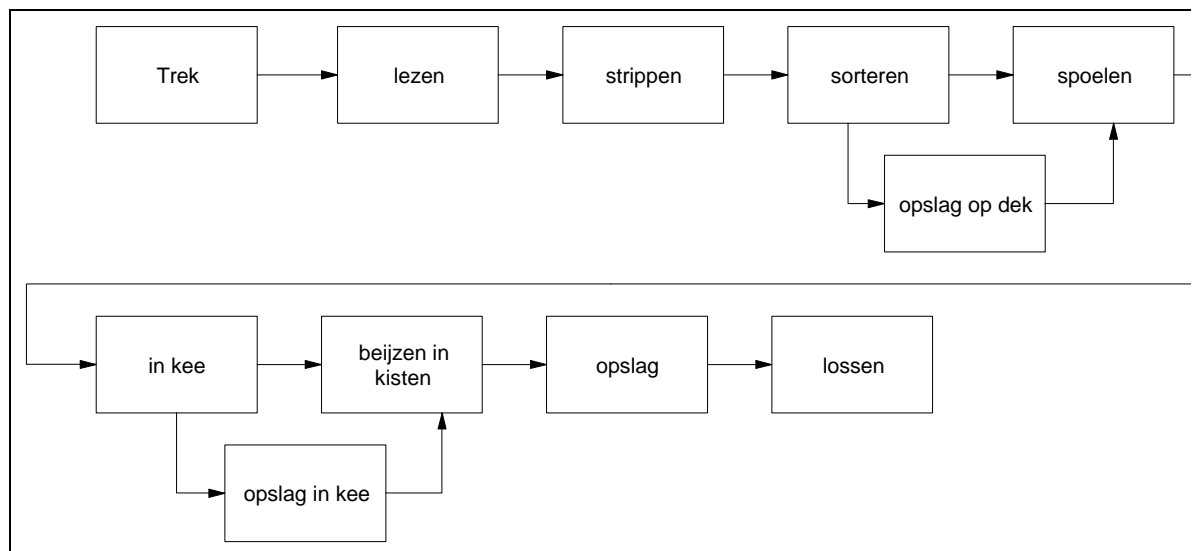 Trek
lezen
strippen
sorteren
spoelen
opslag op dek
in kee
beijzen in
kisten
opslag
lossen
opslag in kee